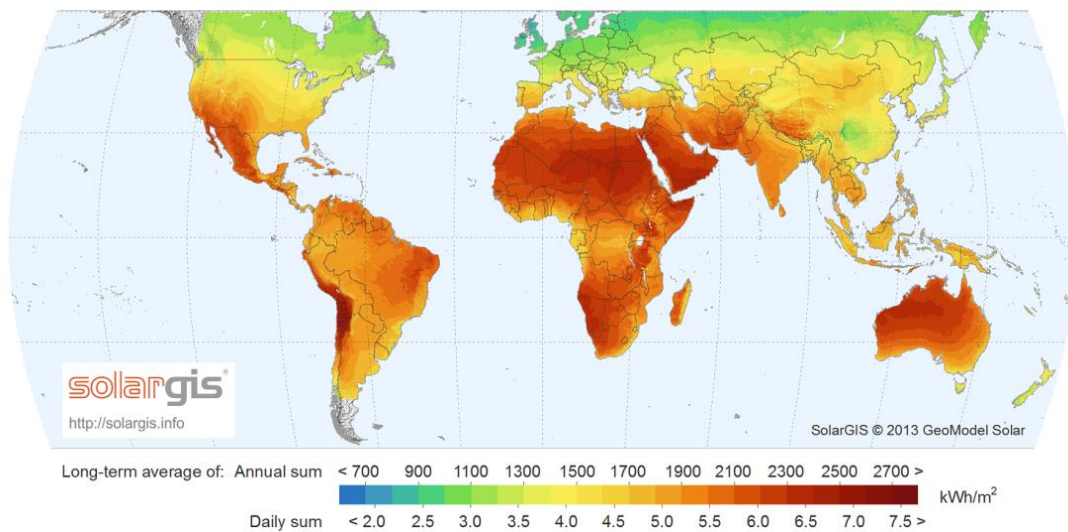 solargis®
http://solargis.info
SolarGIS © 2013 GeoModel Solar
Long-term average of: Annual sum < 700 900 1100 1300 1500 1700 1900 2100 2300 2500 2700 > kWh/m²
Daily sum < 2.0 2.5 3.0 3.5 4.0 4.5 5.0 5.5 6.0 6.5 7.0 7.5 >